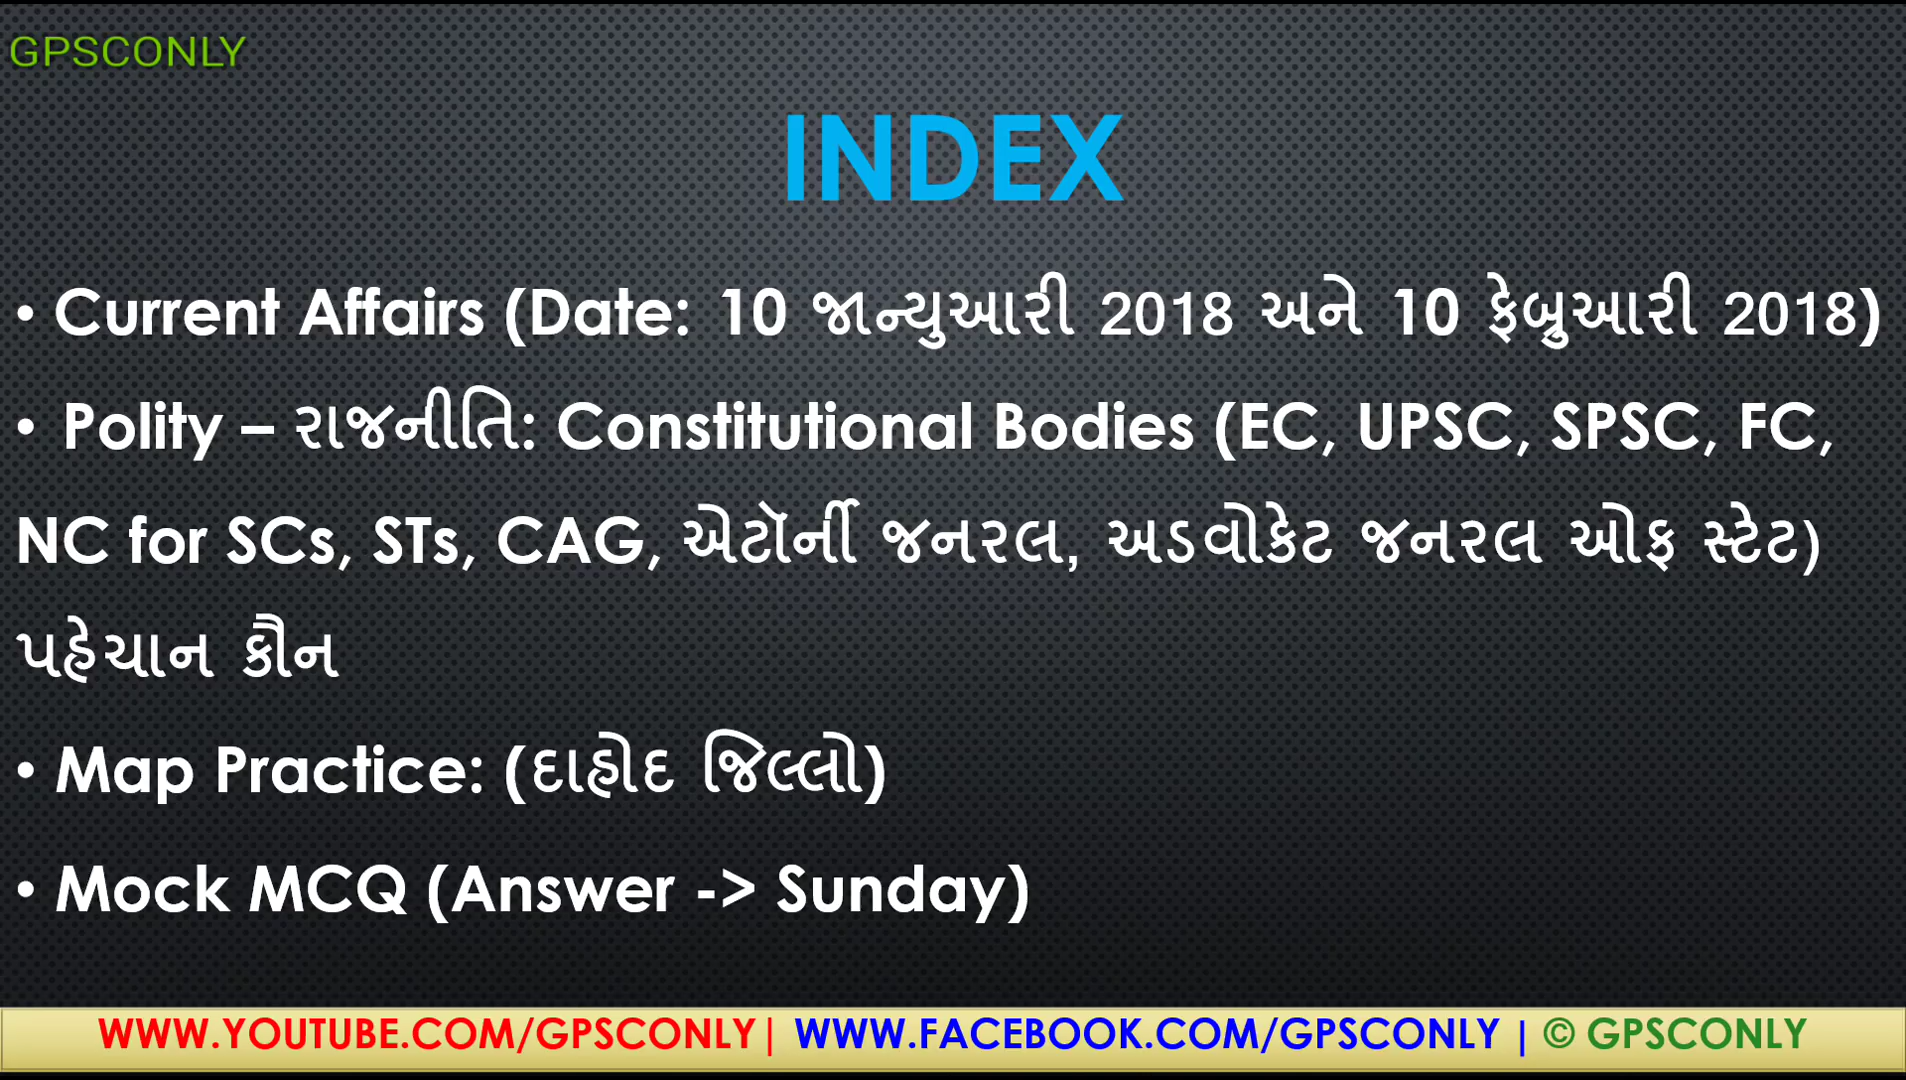 GPSCONLY
INDEX
• Current Affairs (Date: 10 જાન્યુઆરી 2018 અને 10 ફેબ્રુઆરી 2018)
• Polity – રાજનીતિ: Constitutional Bodies (EC, UPSC, SPSC, FC,
NC for SCs, STs, CAG, એટૉર્ની જનરલ, અડવોકેટ જનરલ ઓફ સ્ટેટ)
પહેચાન કૌન
• Map Practice: (દાહોદ જિલ્લો)
• Mock MCQ (Answer -> Sunday)
WWW.YOUTUBE.COM/GPSCONLY| WWW.FACEBOOK.COM/GPSCONLY | © GPSCONLY